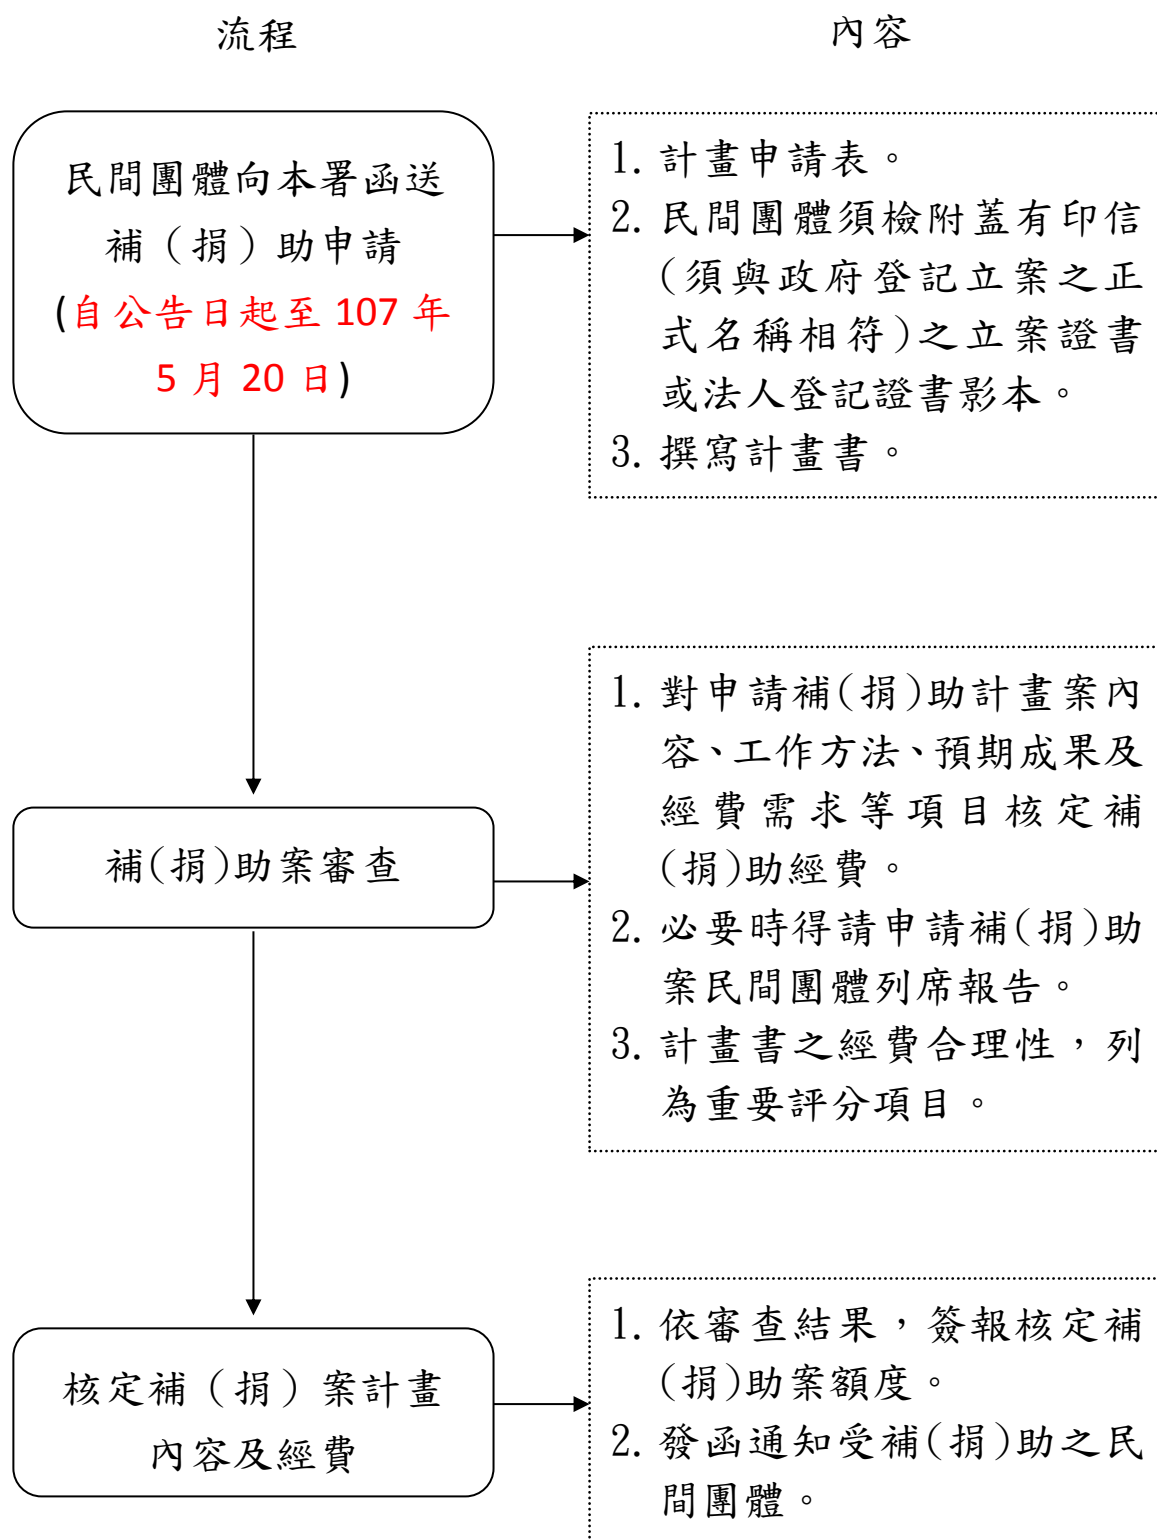 流程
內容
民間團體向本署函送
補（捐）助申請
(自公告日起至 107 年
5 月 20 日)
1. 計畫申請表。
2. 民間團體須檢附蓋有印信
(須與政府登記立案之正
式名稱相符)之立案證書
或法人登記證書影本。
3. 撰寫計畫書。
補(捐)助案審查
1. 對申請補(捐)助計畫案內
容、工作方法、預期成果及
經費需求等項目核定補
(捐)助經費。
2. 必要時得請申請補(捐)助
案民間團體列席報告。
3. 計畫書之經費合理性，列
為重要評分項目。
核定補（捐）案計畫
內容及經費
1. 依審查結果，簽報核定補
(捐)助案額度。
2. 發函通知受補(捐)助之民
間團體。